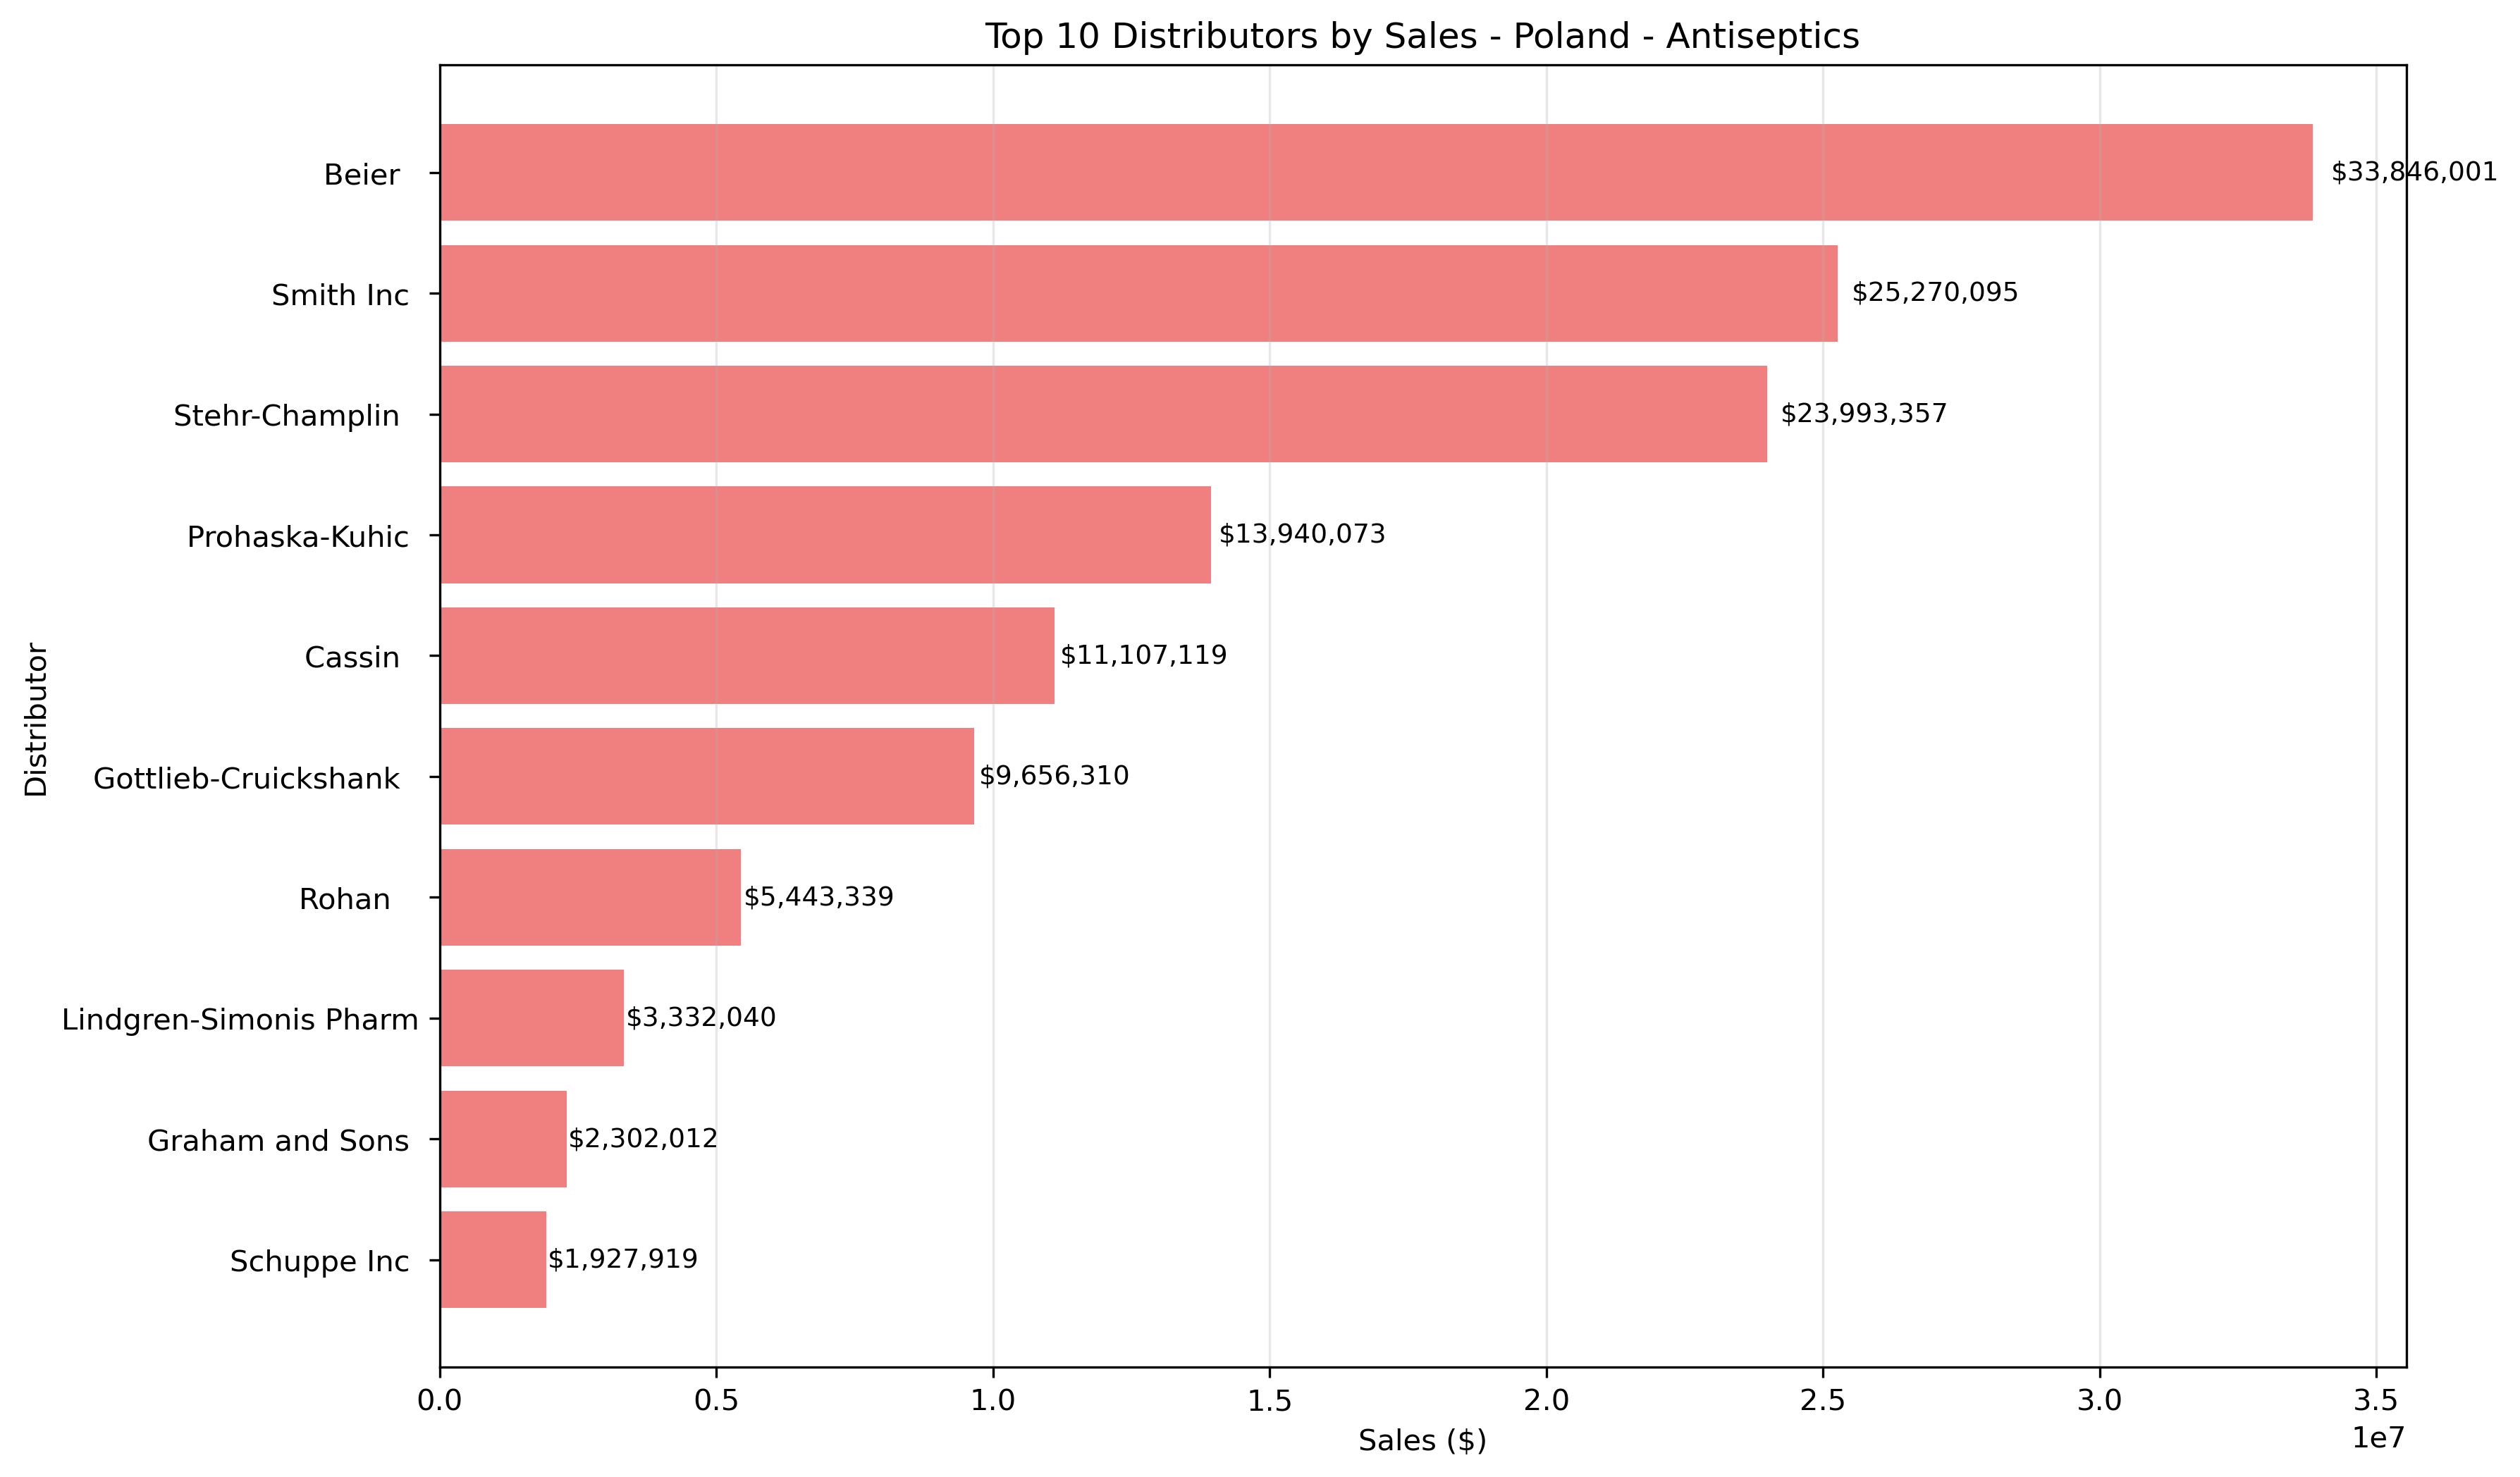 Top 10 Distributors by Sales - Poland - Antiseptics
Distributor
Beier $33,846,001
Smith Inc $25,270,095
Stehr-Champlin $23,993,357
Prohaska-Kuhic $13,940,073
Cassin $11,107,119
Gottlieb-Cruickshank $9,656,310
Rohan $5,443,339
Lindgren-Simonis Pharm $3,332,040
Graham and Sons $2,302,012
Schuppe Inc $1,927,919
0.0 0.5 1.0 1.5 2.0 2.5 3.0 3.5
1e7
Sales ($)